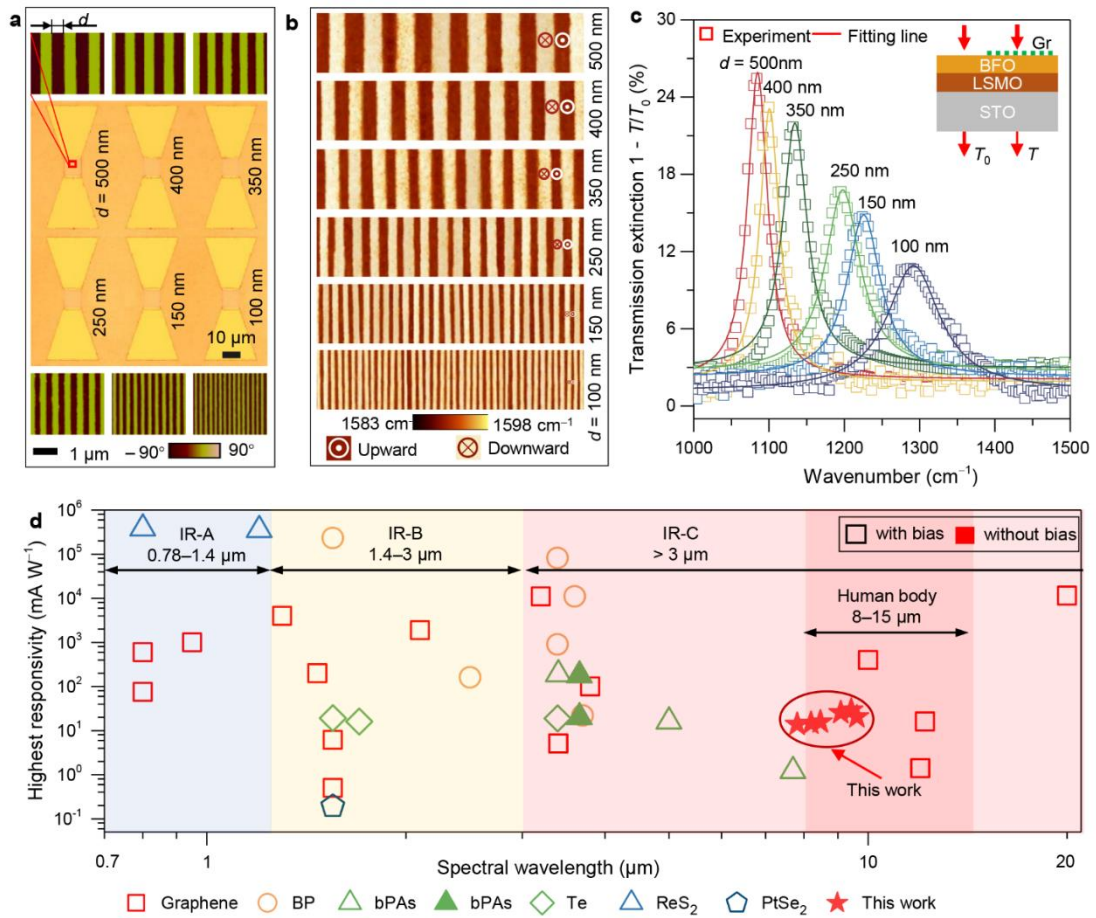 a
d
d = 500 nm
400 nm
350 nm
250 nm
150 nm
100 nm
10 µm
1 µm
– 90°
90°
b
500 nm
400 nm
350 nm
250 nm
150 nm
d = 100 nm
1583 cm⁻
1598 cm⁻¹
Upward
Downward
c
Transmission extinction 1 - T/T₀ (%)
30
24
18
12
6
0
Experiment
Fitting line
d = 500nm
400 nm
350 nm
250 nm
150 nm
100 nm
Gr
BFO
LSMO
STO
T₀
T
1000 1100 1200 1300 1400 1500
Wavenumber (cm⁻¹)
d
Highest responsivity (mA W⁻¹)
10⁶
10⁵
10⁴
10³
10²
10¹
10⁰
10⁻¹
IR-A
0.78–1.4 µm
IR-B
1.4–3 µm
IR-C
> 3 µm
with bias
without bias
Human body
8–15 µm
This work
0.7 1 10 20
Spectral wavelength (µm)
Graphene BP bPAs bPAs Te ReS₂ PtSe₂ This work